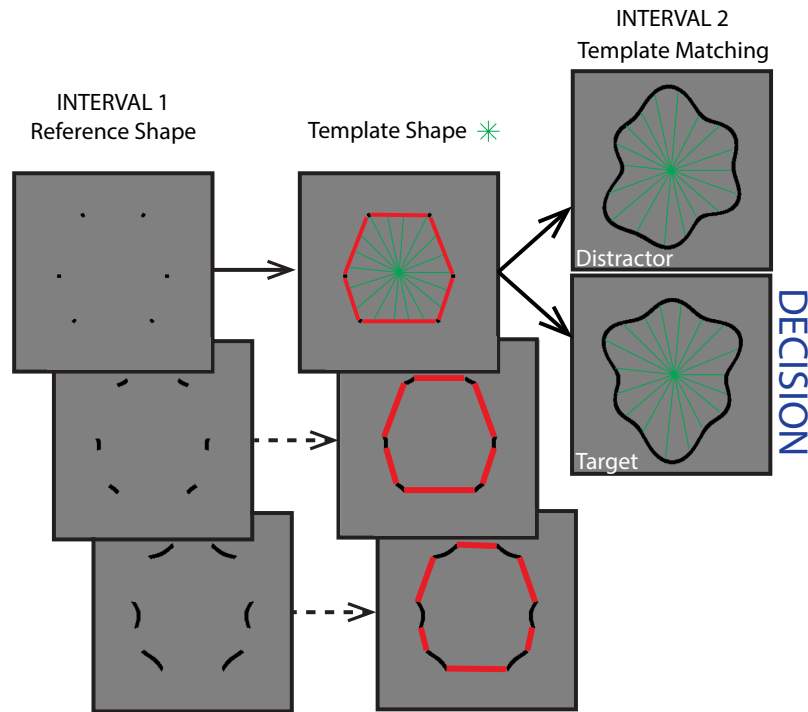 INTERVAL 1
Reference Shape
Template Shape
INTERVAL 2
Template Matching
Distractor
Target
DECISION